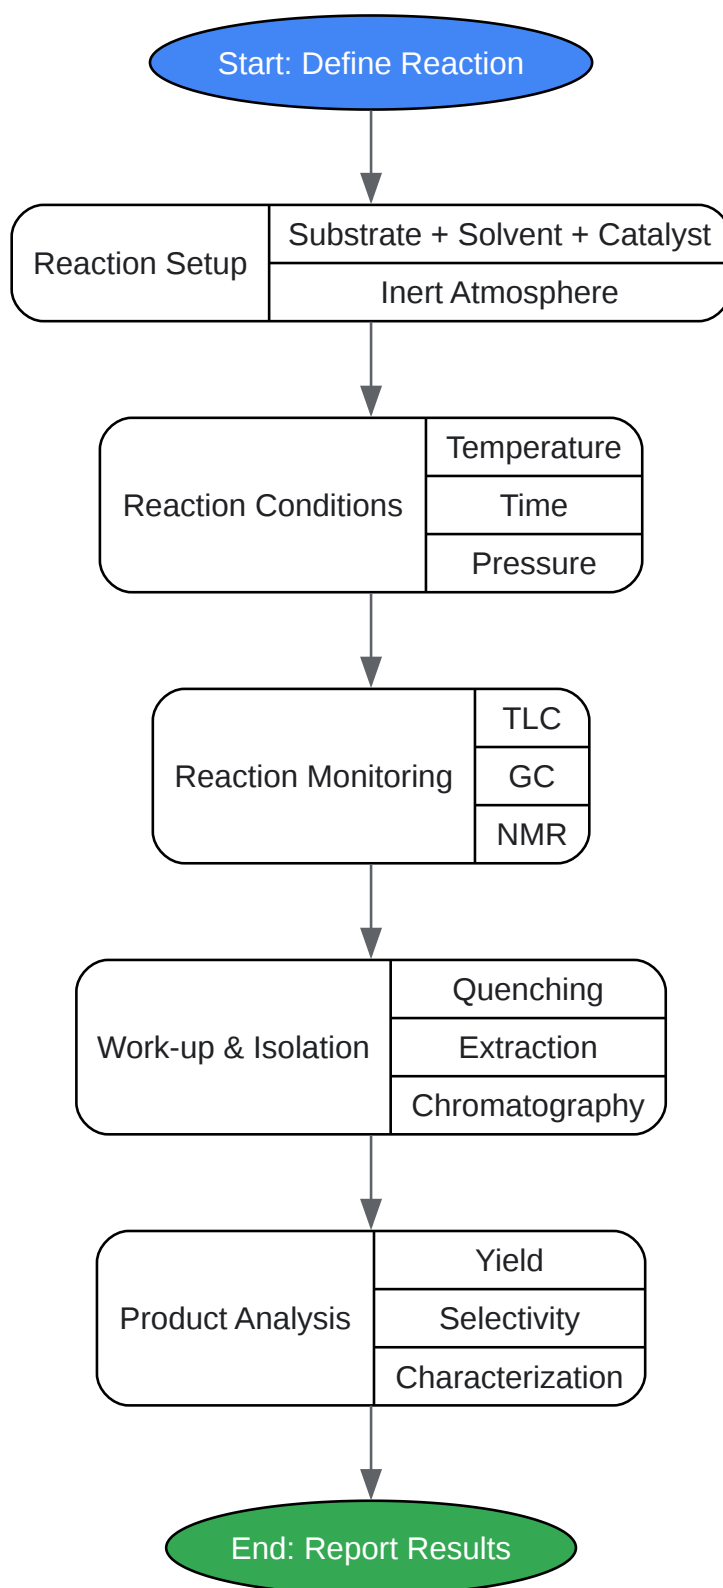 Start: Define Reaction
Reaction Setup
Substrate + Solvent + Catalyst
Inert Atmosphere
Reaction Conditions
Temperature
Time
Pressure
Reaction Monitoring
TLC
GC
NMR
Work-up & Isolation
Quenching
Extraction
Chromatography
Product Analysis
Yield
Selectivity
Characterization
End: Report Results